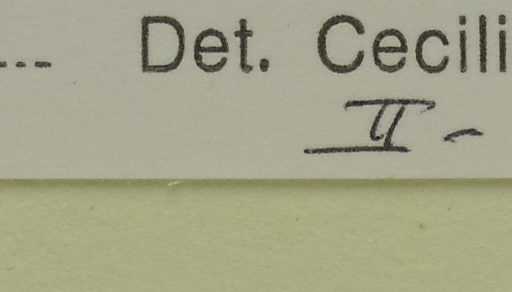 --- Det. Cecili
II -